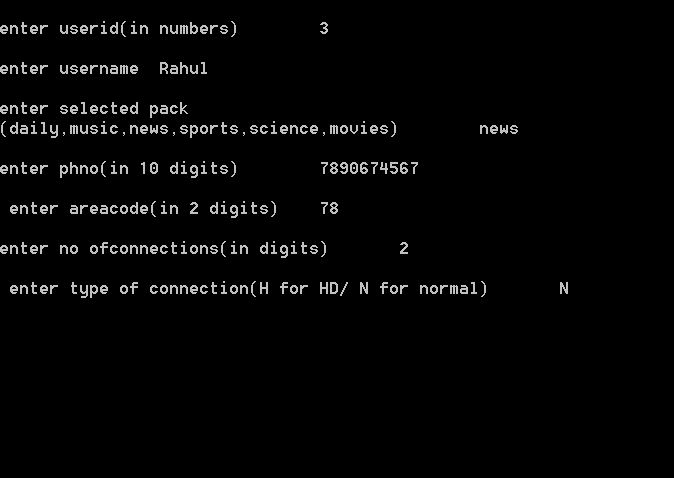 enter userid(in numbers) 3
enter username Rahul
enter selected pack
(daily,music,news,sports,science,movies) news
enter phno(in 10 digits) 7890674567
enter areacode(in 2 digits) 78
enter no ofconnections(in digits) 2
enter type of connection(H for HD/ N for normal) N